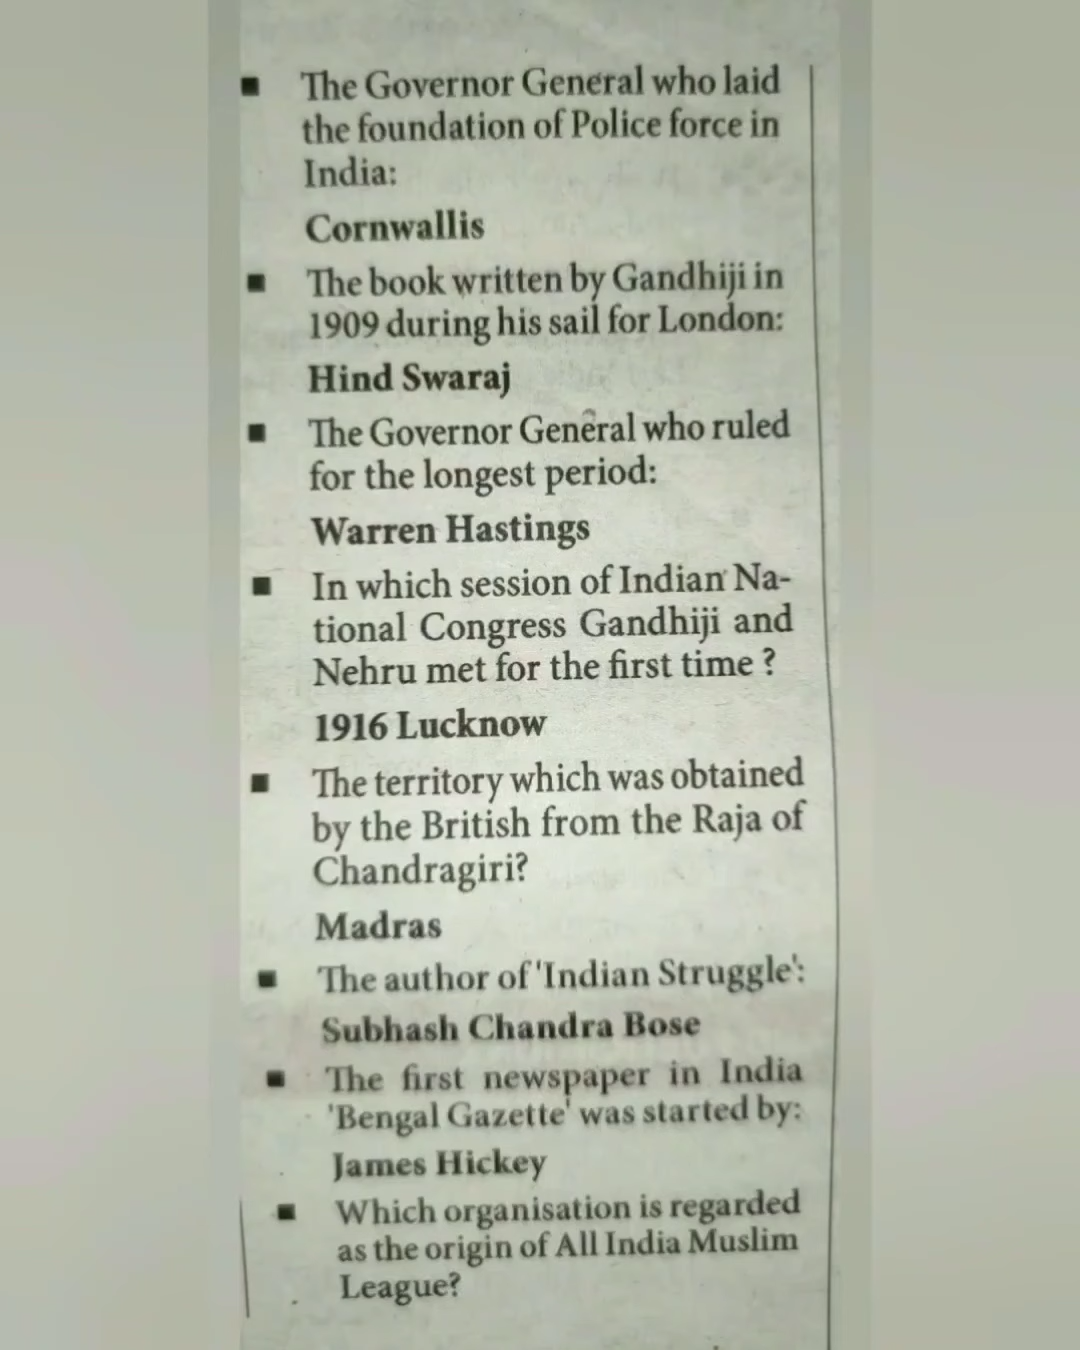 ■ The Governor General who laid
the foundation of Police force in
India:
Cornwallis
■ The book written by Gandhiji in
1909 during his sail for London:
Hind Swaraj
■ The Governor General who ruled
for the longest period:
Warren Hastings
■ In which session of Indian Na-
tional Congress Gandhiji and
Nehru met for the first time ?
1916 Lucknow
■ The territory which was obtained
by the British from the Raja of
Chandragiri?
Madras
■ The author of 'Indian Struggle':
Subhash Chandra Bose
■ The first newspaper in India
'Bengal Gazette' was started by:
James Hickey
■ Which organisation is regarded
as the origin of All India Muslim
League?